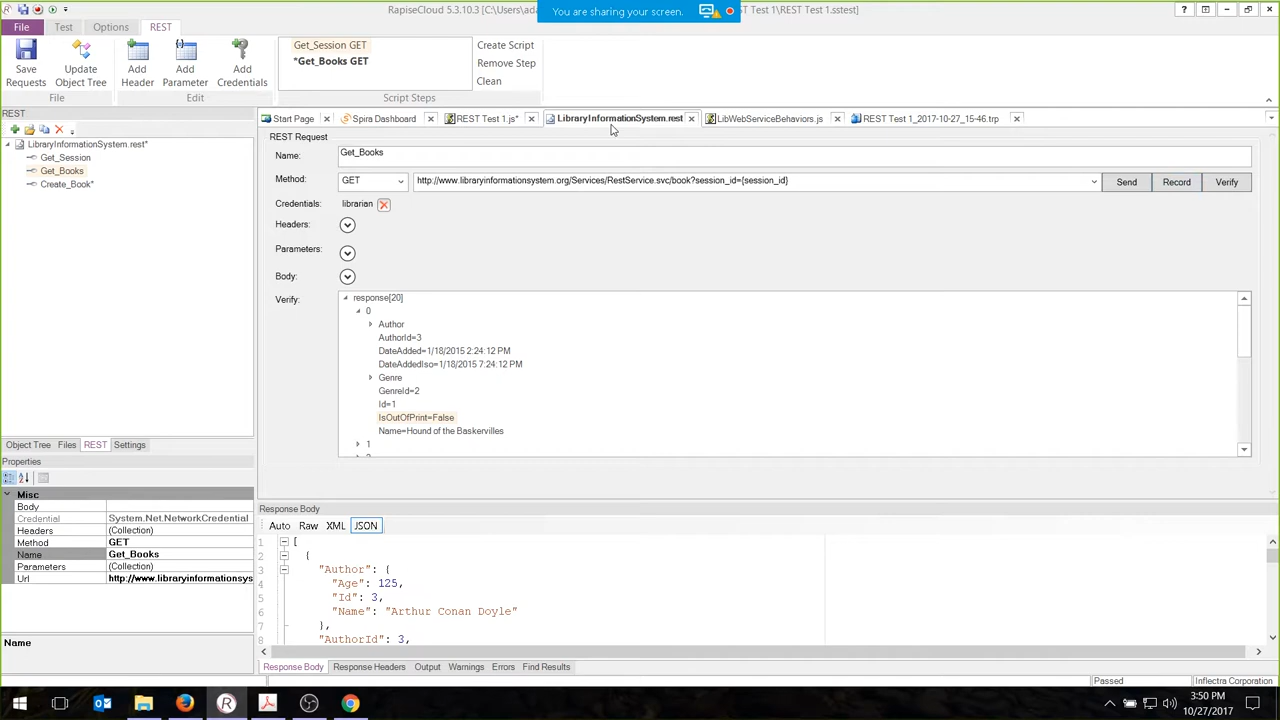 RapiseCloud 5.3.10.3 [C:\Users\ada
You are sharing your screen.
EST Test 1\REST Test 1.sstest]
File
Test
Options
REST
Save Requests
Update Object Tree
Add Header
Add Parameter
Add Credentials
Get_Session GET
*Get_Books GET
Create Script
Remove Step
Clean
File
Edit
Script Steps
REST
Start Page
Spira Dashboard
REST Test 1.js*
LibraryInformationSystem.rest
LibWebServiceBehaviors.js
REST Test 1_2017-10-27_15-46.trp
LibraryInformationSystem.rest*
Get_Session
Get_Books
Create_Book*
REST Request
Name:
Get_Books
Method:
GET
http://www.libraryinformationsystem.org/Services/RestService.svc/book?session_id={session_id}
Send
Record
Verify
Credentials:
librarian
Headers:
Parameters:
Body:
Verify:
response[20]
0
Author
AuthorId=3
DateAdded=1/18/2015 2:24:12 PM
DateAddedIso=1/18/2015 7:24:12 PM
Genre
GenreId=2
Id=1
IsOutOfPrint=False
Name=Hound of the Baskervilles
1
Object Tree
Files
REST
Settings
Properties
Misc
Body
Credential System.Net.NetworkCredential
Headers (Collection)
Method GET
Name Get_Books
Parameters (Collection)
Url http://www.libraryinformationsys
Name
Response Body
Auto
Raw
XML
JSON
1 [
2 {
3 "Author": {
4 "Age": 125,
5 "Id": 3,
6 "Name": "Arthur Conan Doyle"
7 },
8 "AuthorId": 3,
Response Body
Response Headers
Output
Warnings
Errors
Find Results
Passed
Inflectra Corporation
3:50 PM
10/27/2017